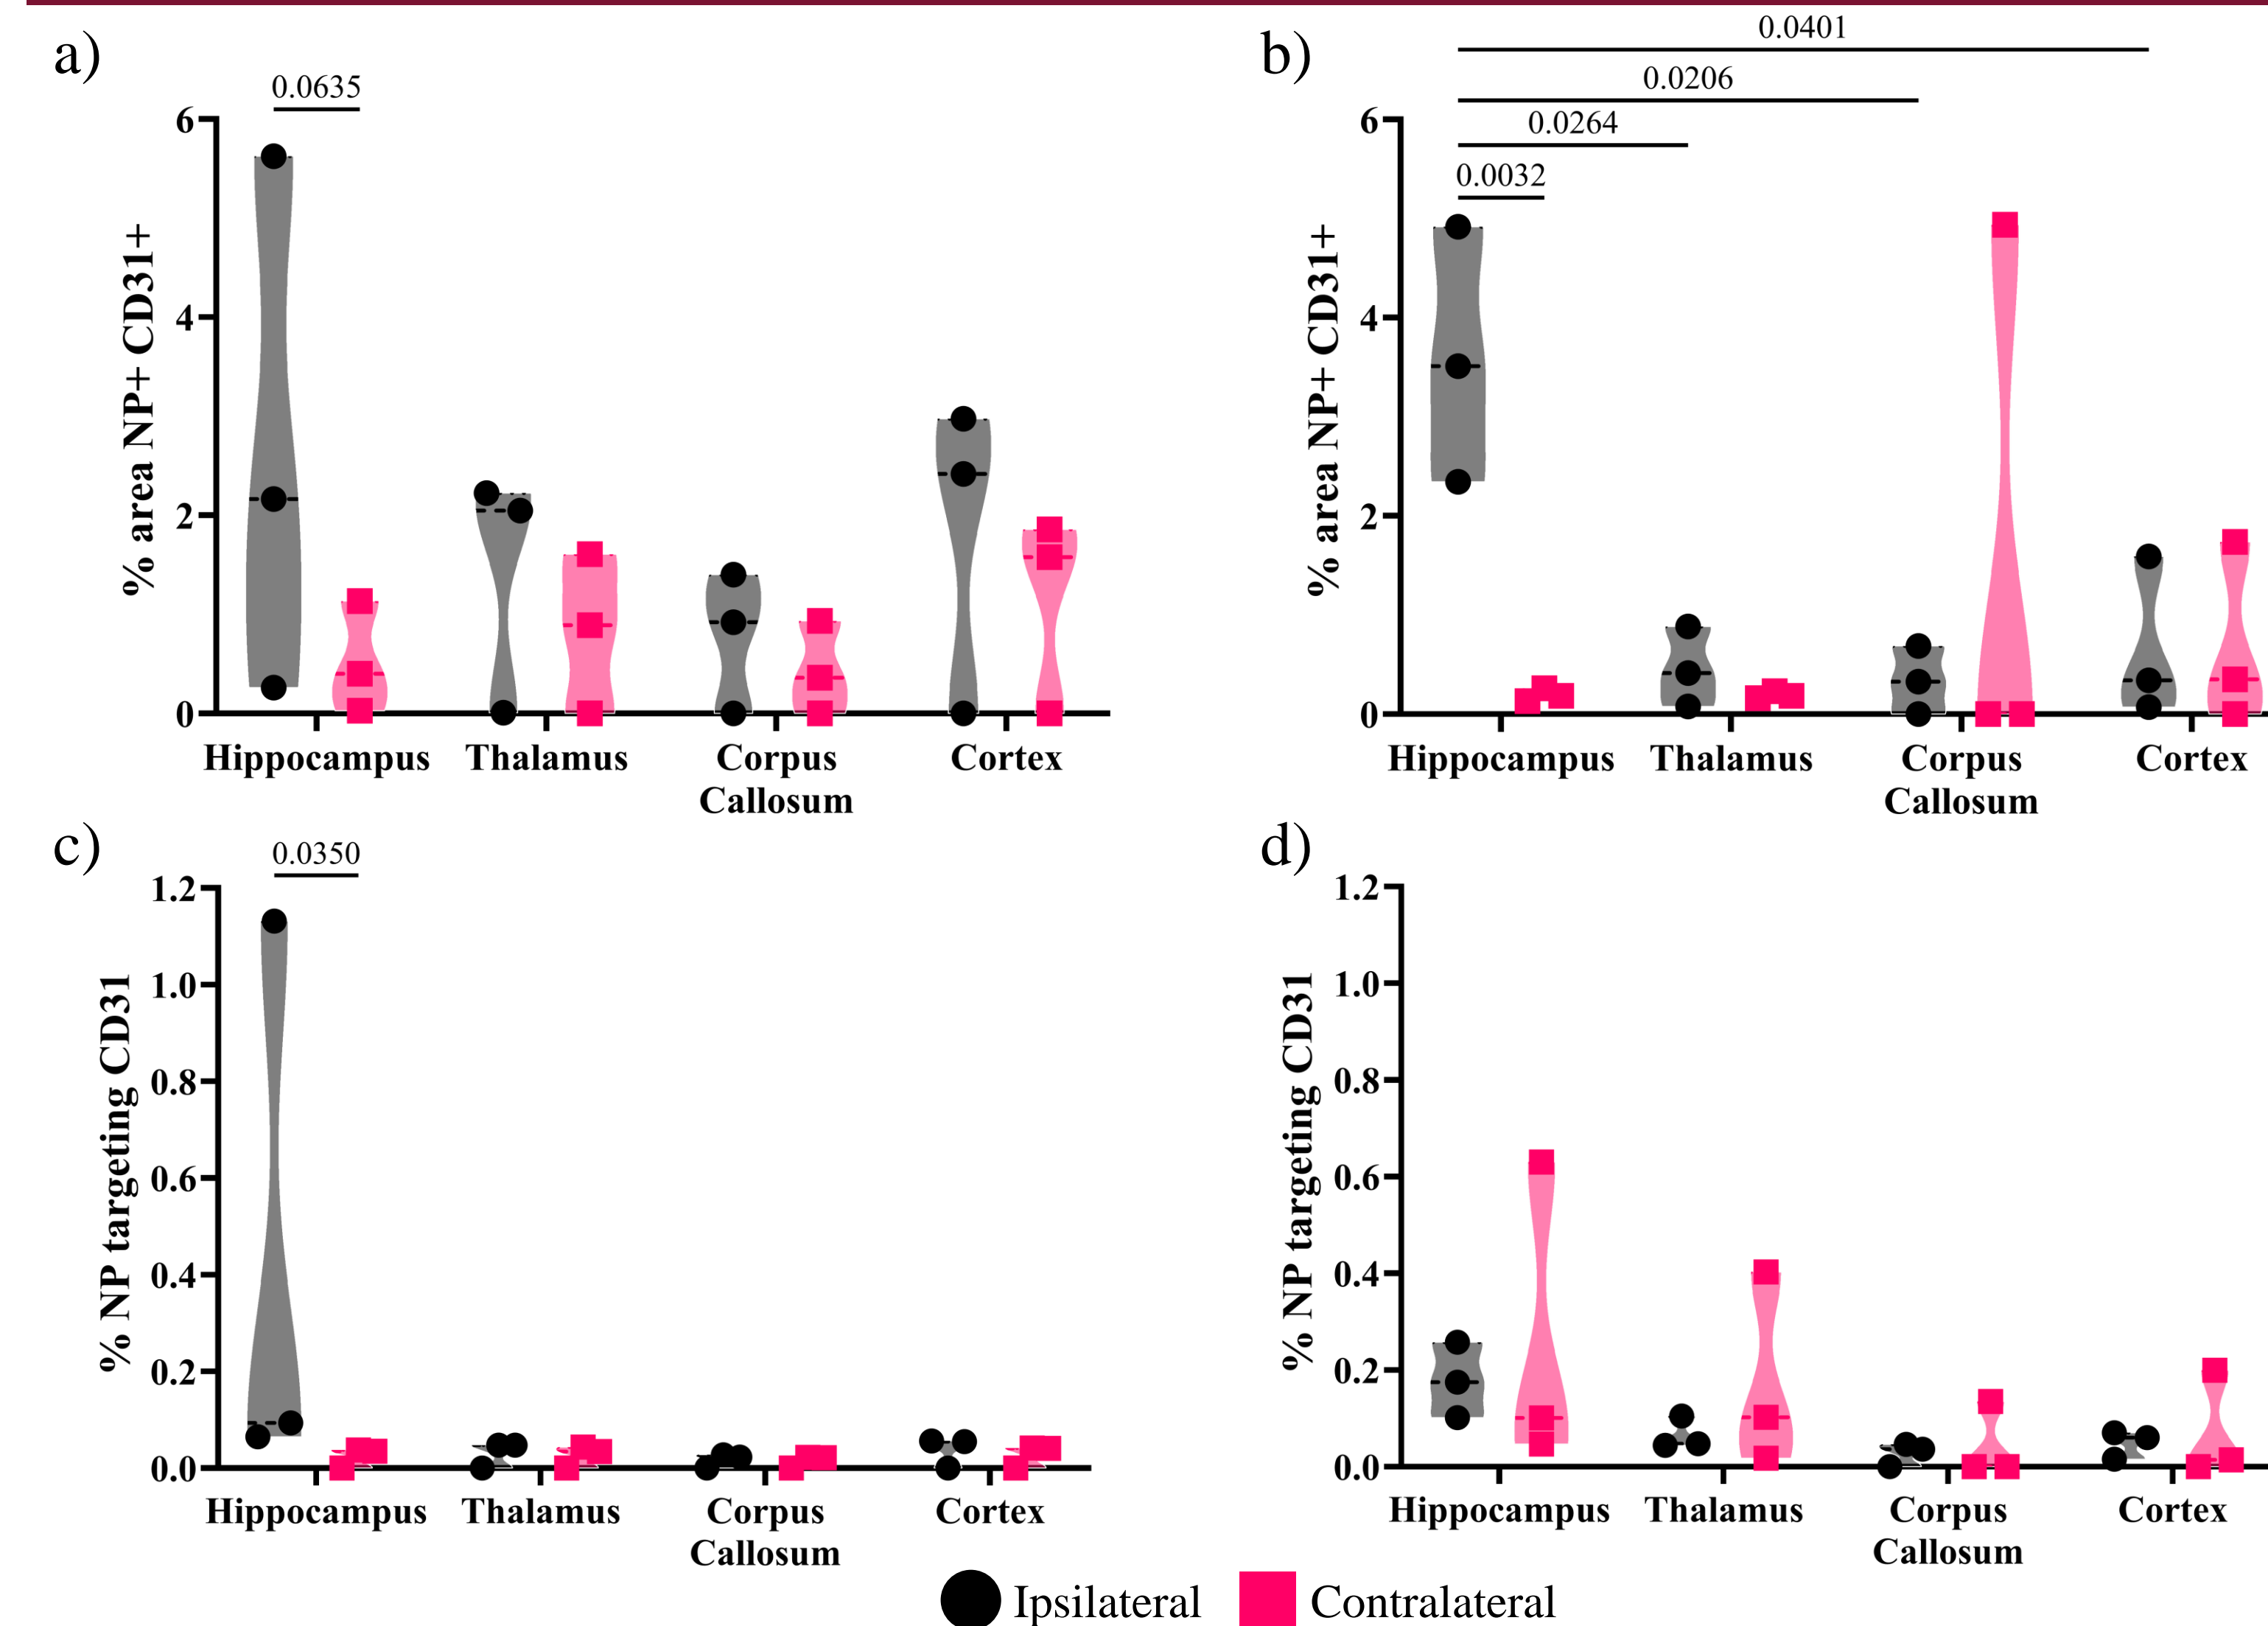 a)
0.0635
% area NP+ CD31+
6
4
2
0
Hippocampus
Thalamus
Corpus
Callosum
Cortex
b)
0.0401
0.0206
0.0264
0.0032
% area NP+ CD31+
6
4
2
0
Hippocampus
Thalamus
Corpus
Callosum
Cortex
c)
0.0350
% NP targeting CD31
1.2
1.0
0.8
0.6
0.4
0.2
0.0
Hippocampus
Thalamus
Corpus
Callosum
Cortex
d)
% NP targeting CD31
1.2
1.0
0.8
0.6
0.4
0.2
0.0
Hippocampus
Thalamus
Corpus
Callosum
Cortex
Ipsilateral
Contralateral